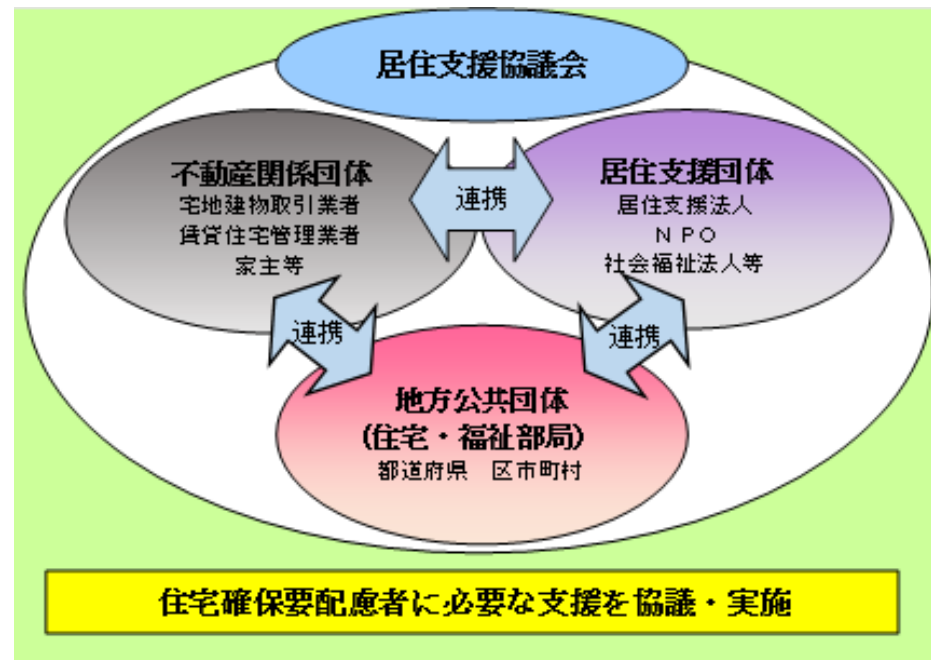 居住支援協議会
不動産関係団体
宅地建物取引業者
賃貸住宅管理業者
家主等
連携
居住支援団体
居住支援法人
ＮＰＯ
社会福祉法人等
連携
連携
地方公共団体
(住宅・福祉部局)
都道府県　区市町村
住宅確保要配慮者に必要な支援を協議・実施